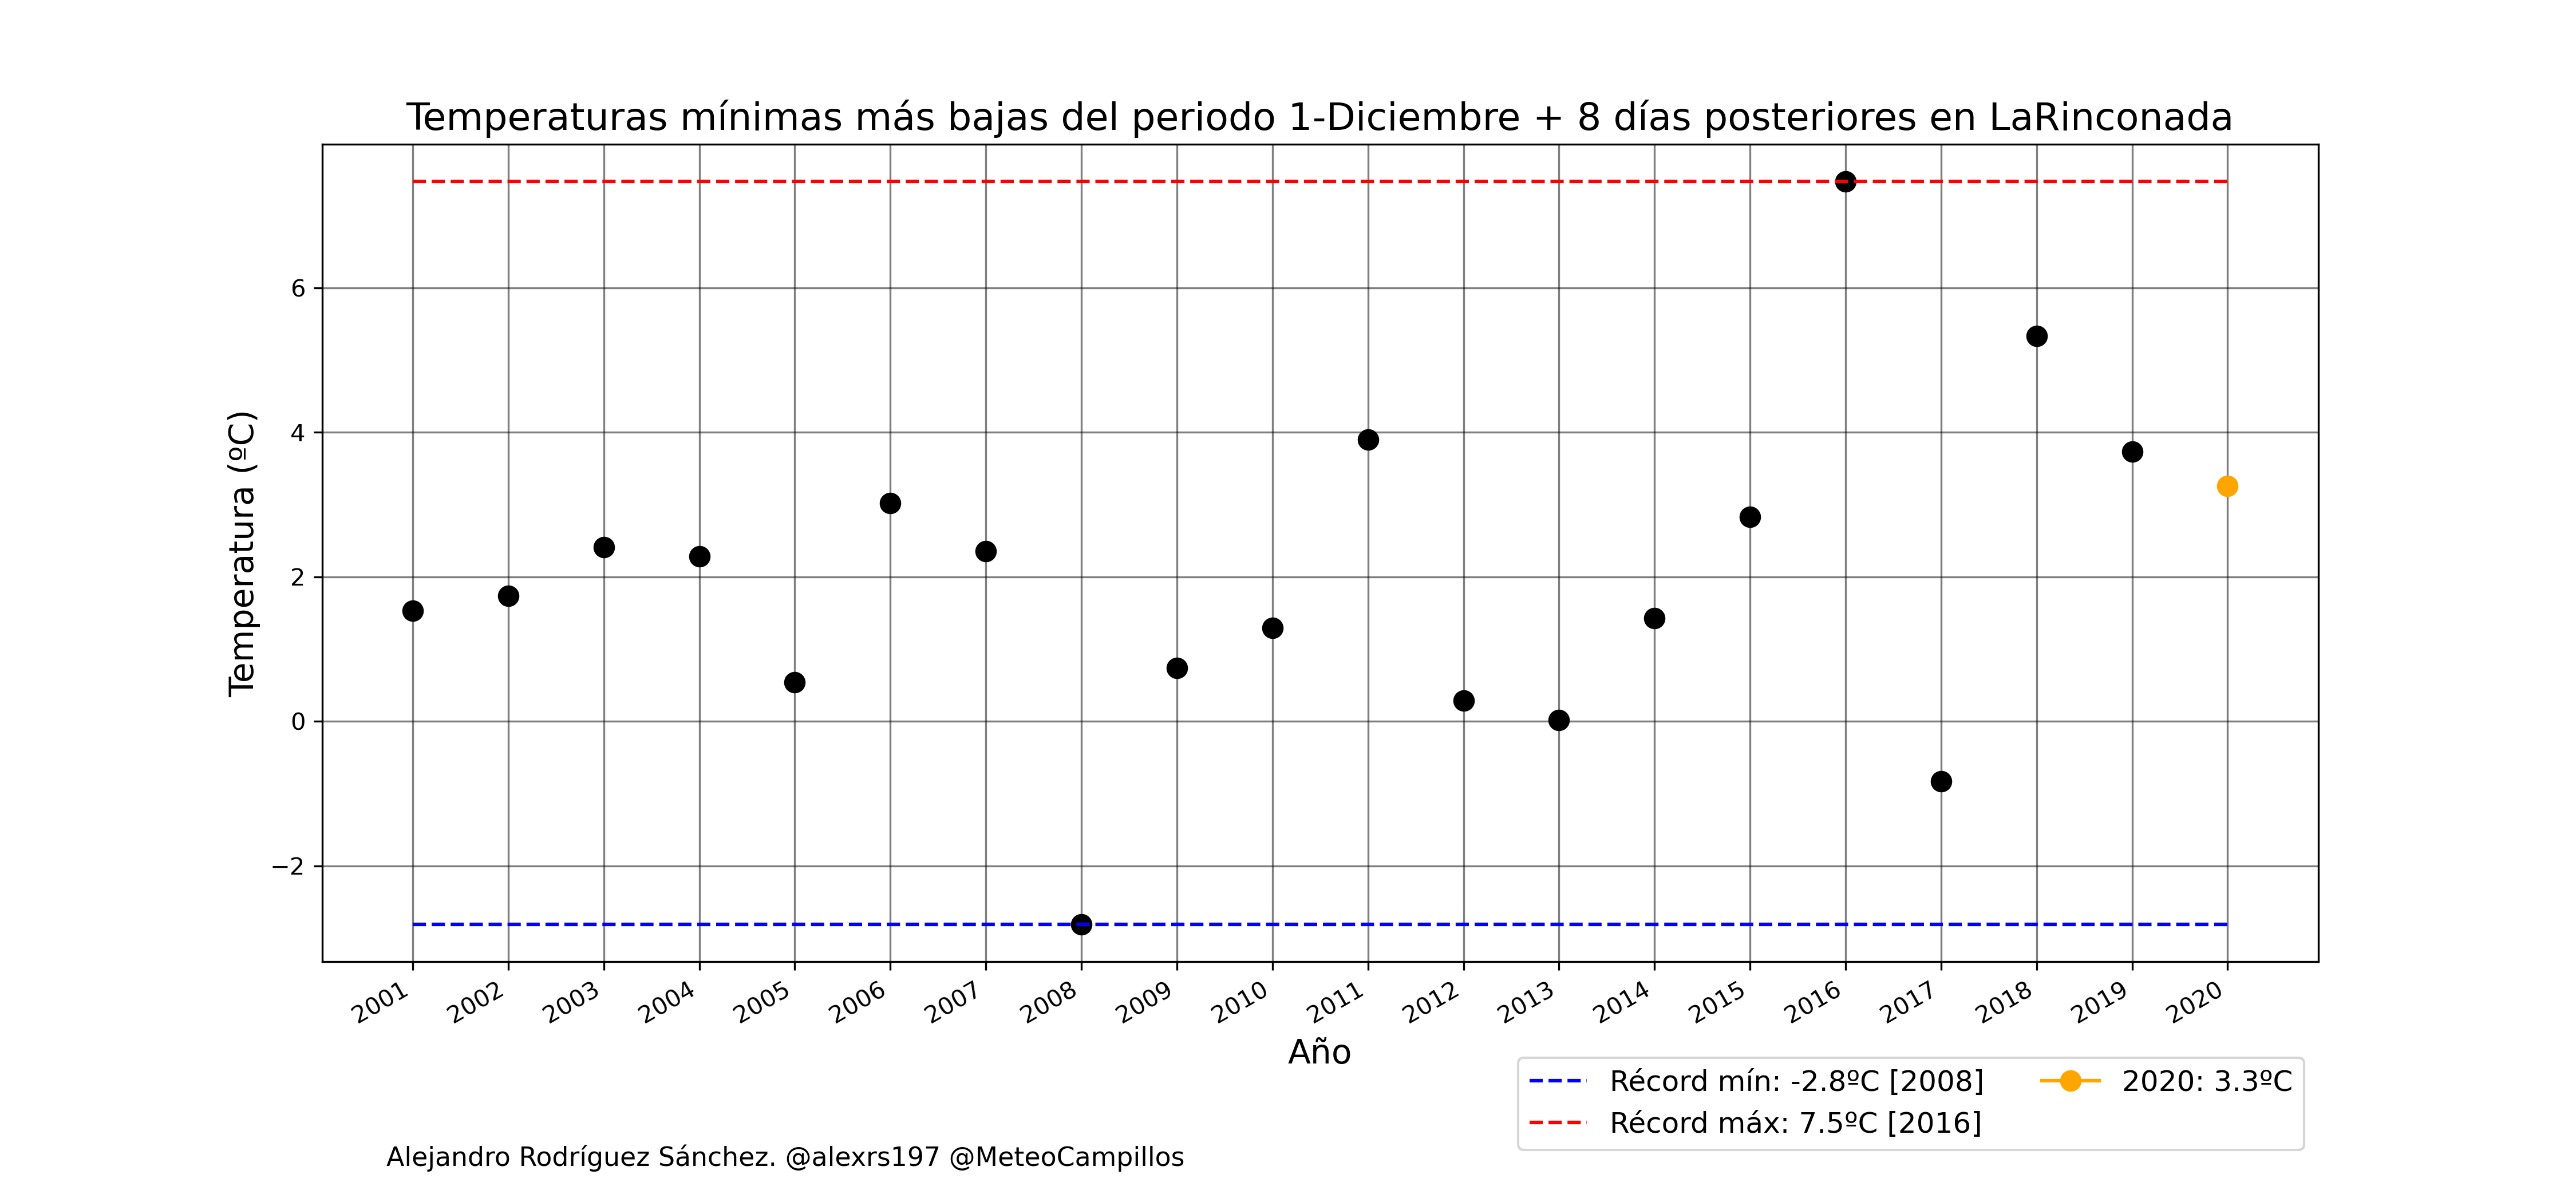 Temperaturas mínimas más bajas del periodo 1-Diciembre + 8 días posteriores en LaRinconada
Temperatura (ºC)
6
4
2
0
−2
2001 2002 2003 2004 2005 2006 2007 2008 2009 2010 2011 2012 2013 2014 2015 2016 2017 2018 2019 2020
Año
Récord mín: -2.8ºC [2008]
Récord máx: 7.5ºC [2016]
2020: 3.3ºC
Alejandro Rodríguez Sánchez. @alexrs197 @MeteoCampillos